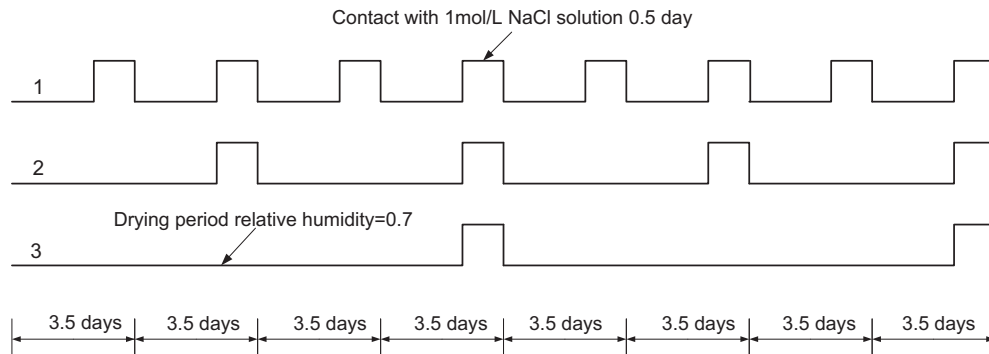 Contact with 1mol/L NaCl solution 0.5 day
1
2
Drying period relative humidity=0.7
3
3.5 days 3.5 days 3.5 days 3.5 days 3.5 days 3.5 days 3.5 days 3.5 days